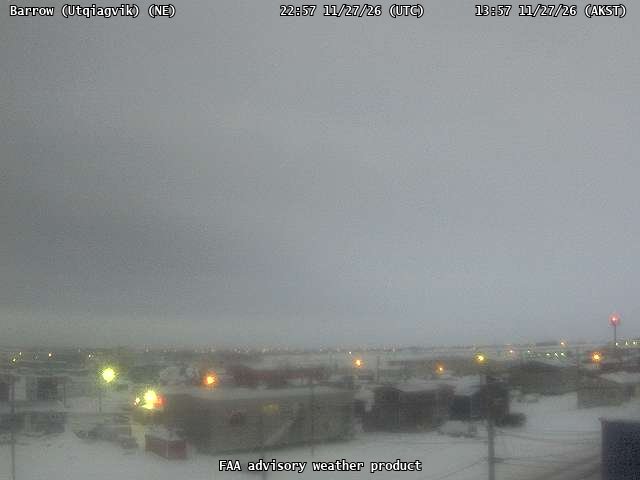 Barrow (Utqiagvik) (NE) 22:57 11/27/26 (UTC) 13:57 11/27/26 (AKST)
FAA advisory weather product